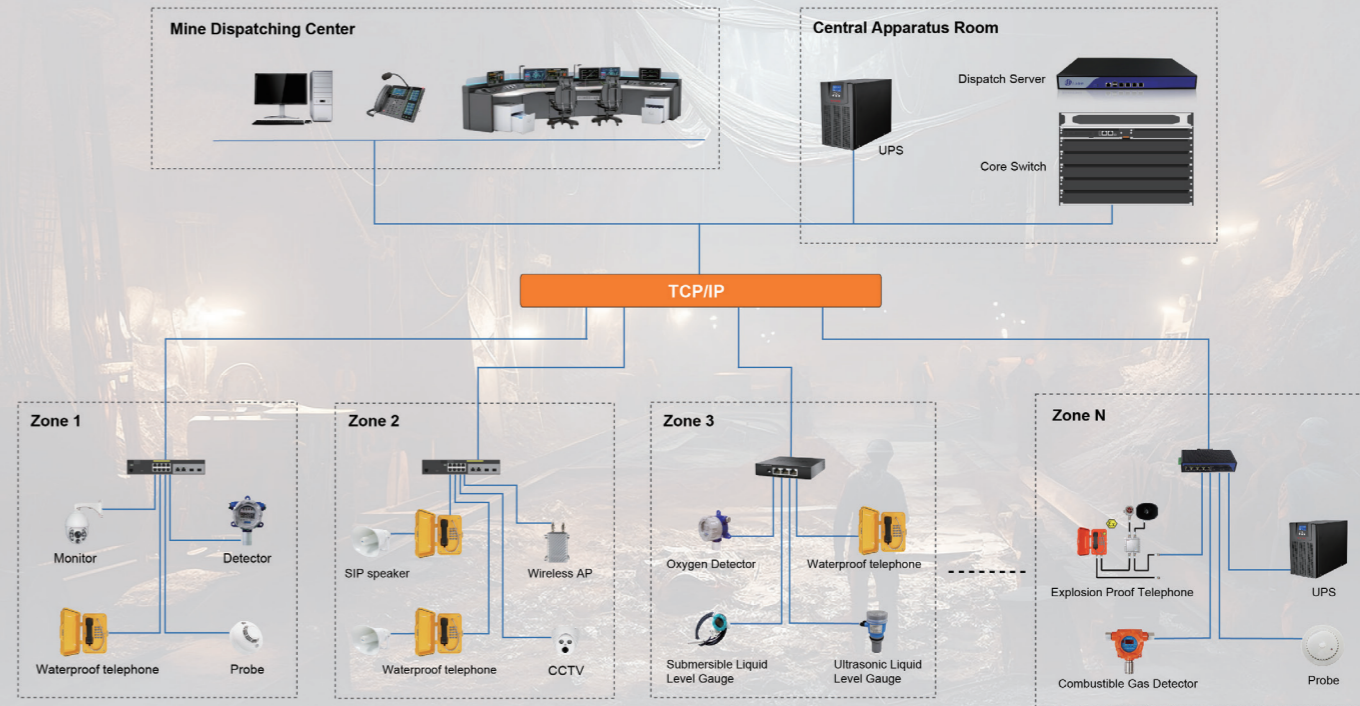 Mine Dispatching Center
Central Apparatus Room
Dispatch Server
UPS
Core Switch
TCP/IP
Zone 1
Monitor
Detector
Waterproof telephone
Probe
Zone 2
SIP speaker
Wireless AP
Waterproof telephone
CCTV
Zone 3
Oxygen Detector
Waterproof telephone
Submersible Liquid
Level Gauge
Ultrasonic Liquid
Level Gauge
Zone N
Explosion Proof Telephone
UPS
Combustible Gas Detector
Probe